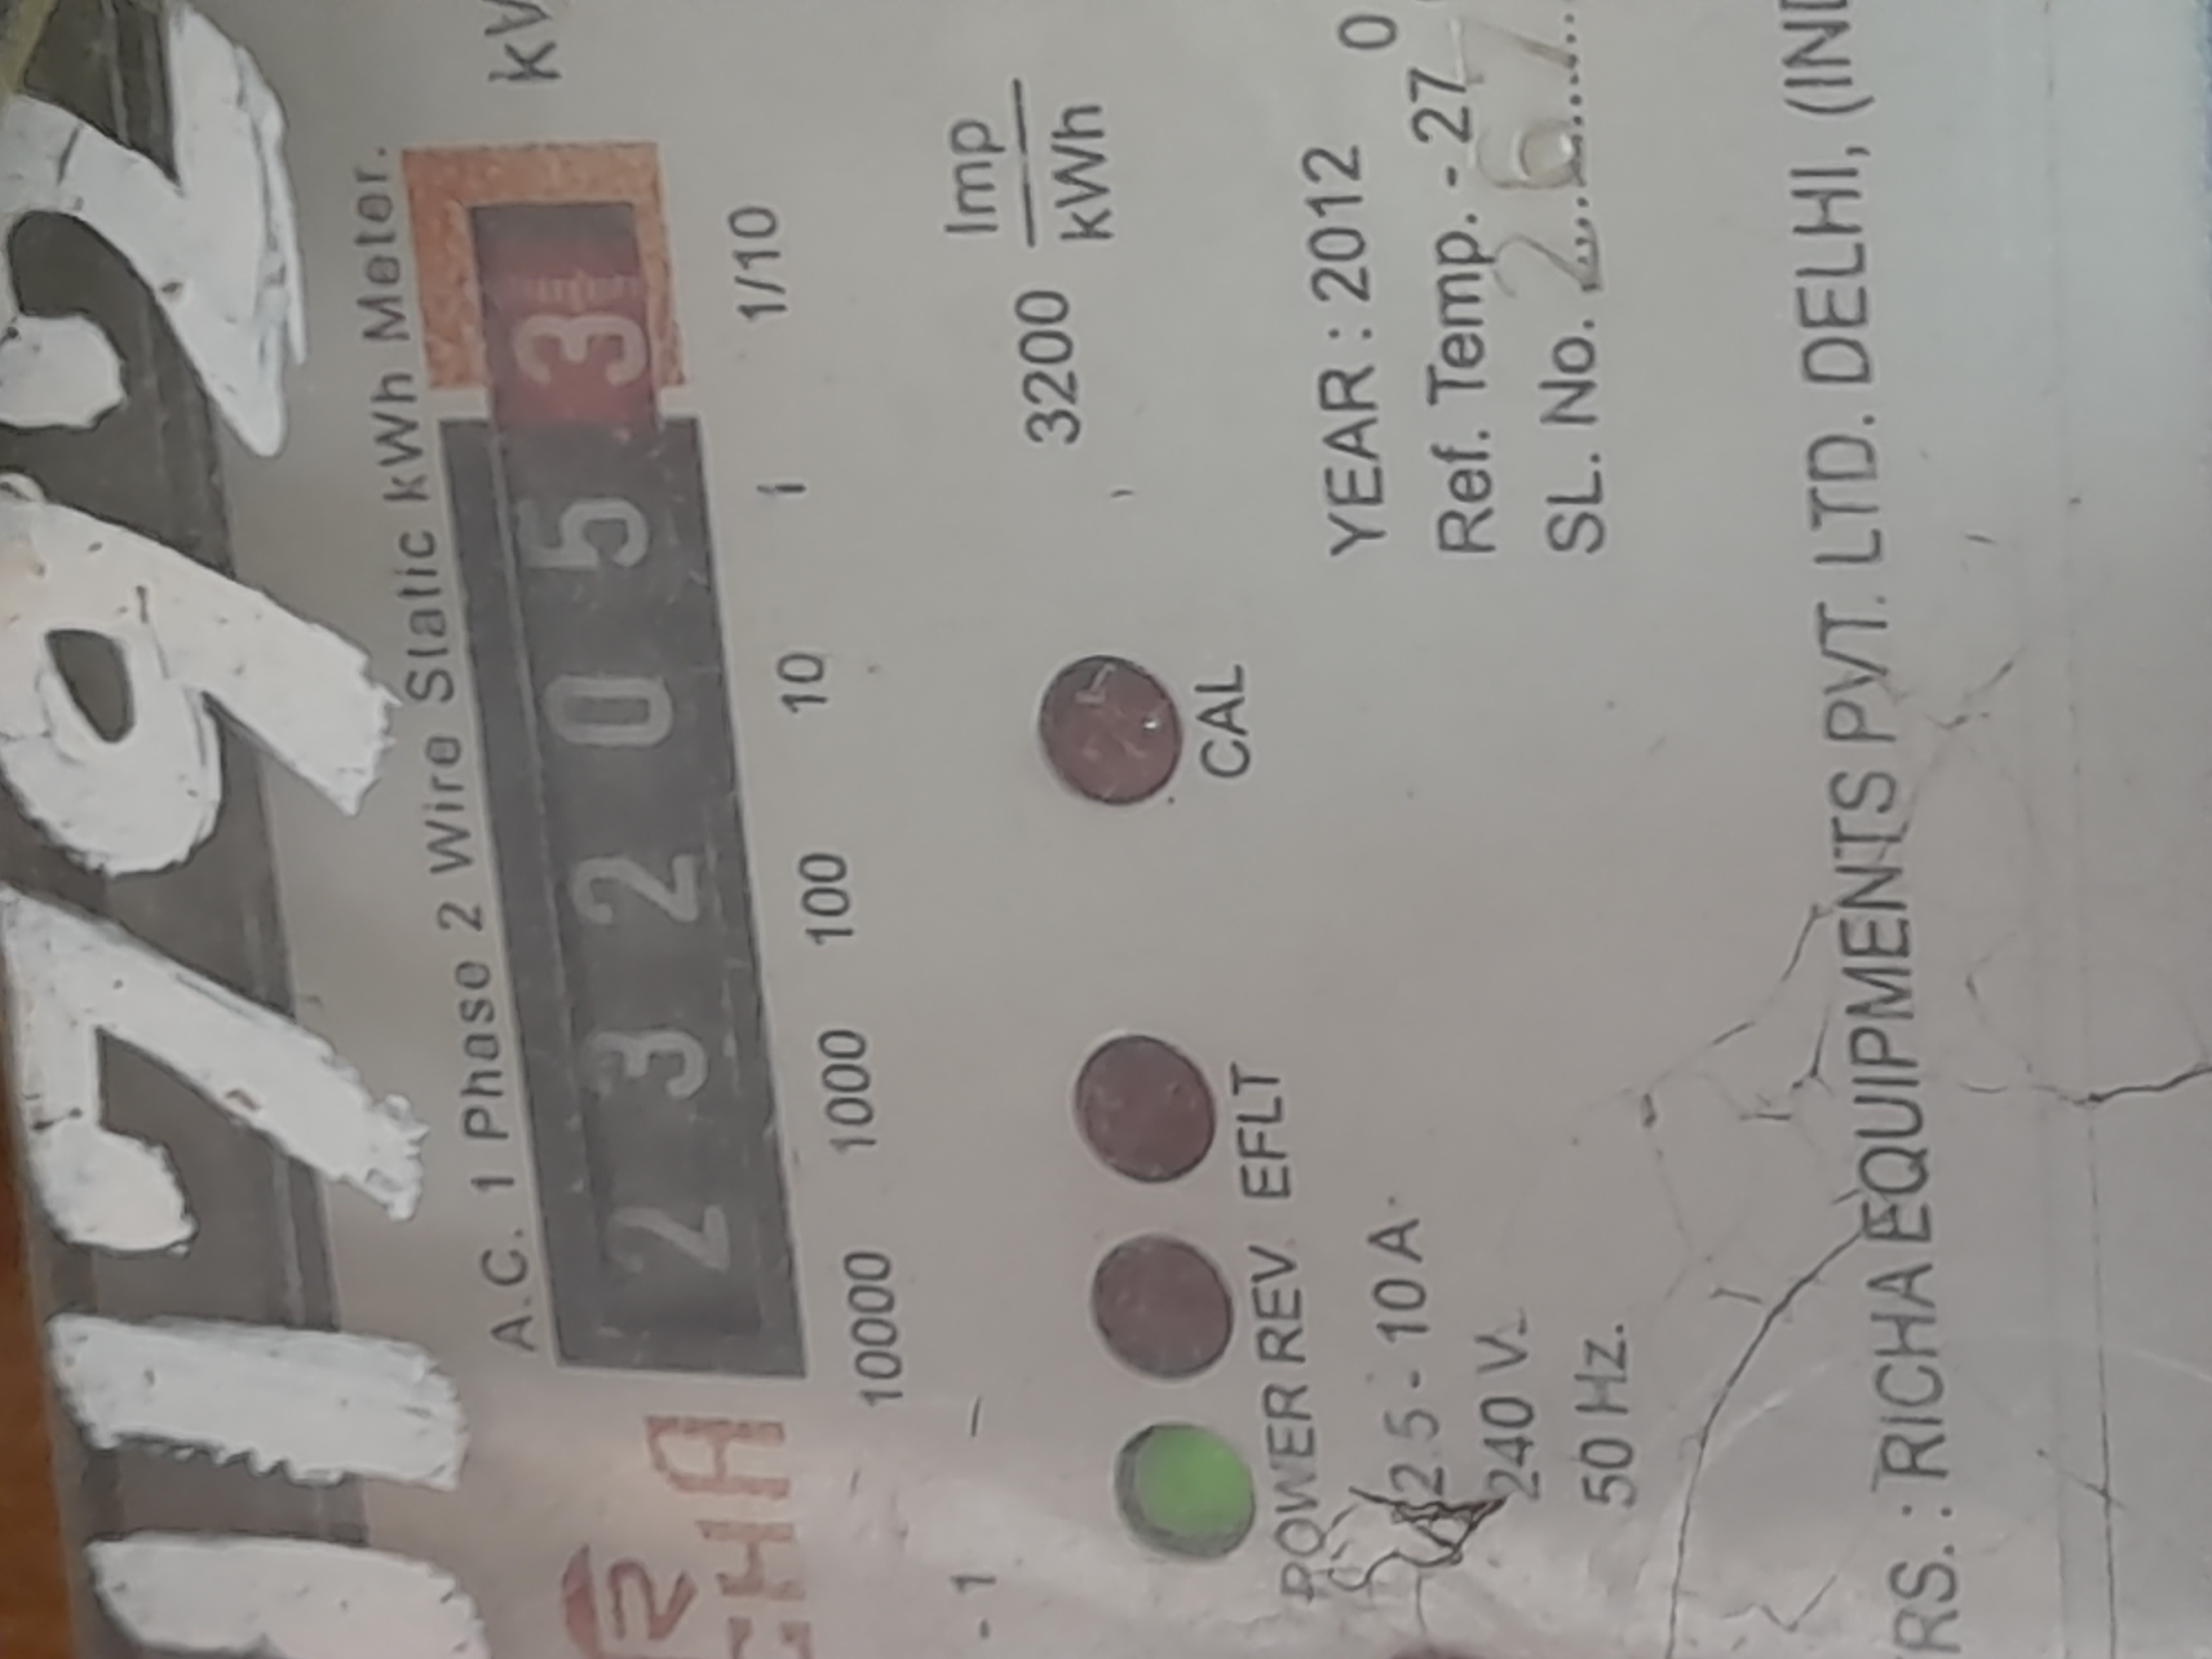 A.C. 1 Phase 2 Wire Static kWh Meter.
2 3 2 0 5 3
10000 1000 100 10 1 1/10
3200 Imp
kWh
POWER REV. EFLT CAL
2.5 - 10 A
240 V.
50 Hz.
YEAR : 2012
Ref. Temp. - 27
SL. No.
RICHA EQUIPMENTS PVT. LTD. DELHI,